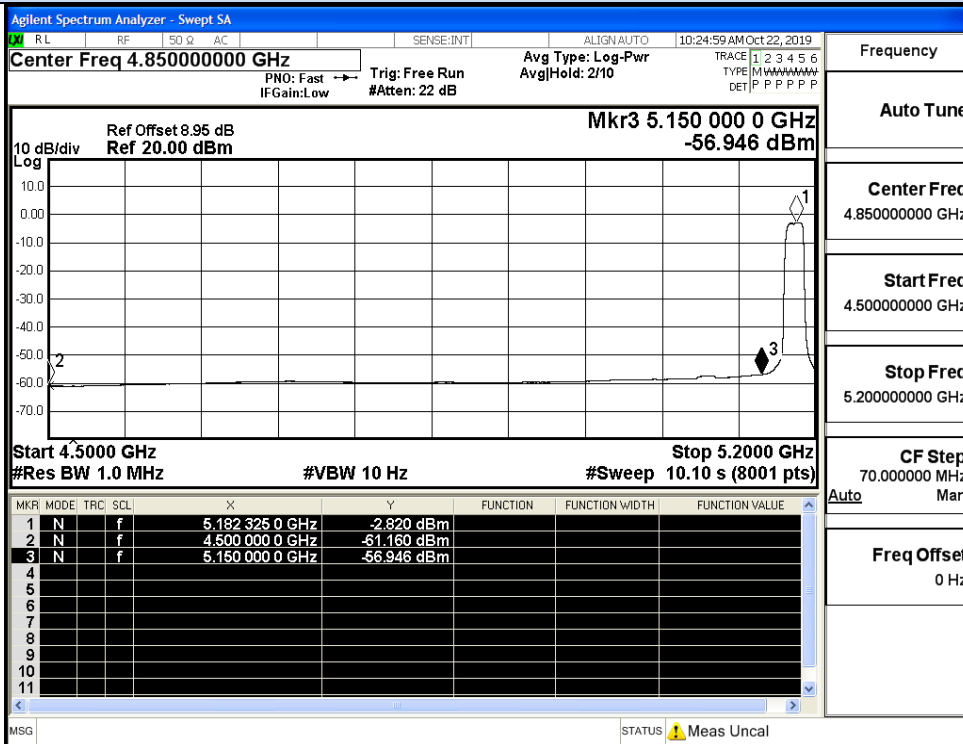 Agilent Spectrum Analyzer - Swept SA
LXI RL RF 50 Ω AC SENSE:INT ALIGN AUTO 10:24:59 AM Oct 22, 2019
Center Freq 4.850000000 GHz
PNO: Fast
IFGain:Low
Trig: Free Run
#Atten: 22 dB
Avg Type: Log-Pwr
Avg|Hold: 2/10
TRACE 1 2 3 4 5 6
TYPE M WWWWW
DET P P P P P P
Mkr3 5.150 000 0 GHz
-56.946 dBm
Ref Offset 8.95 dB
10 dB/div Ref 20.00 dBm
Log
10.0
0.00
-10.0
-20.0
-30.0
-40.0
-50.0
-60.0
-70.0
1
2
3
Start 4.5000 GHz Stop 5.2000 GHz
#Res BW 1.0 MHz #VBW 10 Hz #Sweep 10.10 s (8001 pts)
MKR MODE TRC SCL X Y FUNCTION FUNCTION WIDTH FUNCTION VALUE
1 N f 5.182 325 0 GHz -2.820 dBm
2 N f 4.500 000 0 GHz -61.160 dBm
3 N f 5.150 000 0 GHz -56.946 dBm
4
5
6
7
8
9
10
11
MSG STATUS Meas Uncal
Frequency
Auto Tune
Center Freq
4.850000000 GHz
Start Freq
4.500000000 GHz
Stop Freq
5.200000000 GHz
CF Step
70.000000 MHz
Auto Man
Freq Offset
0 Hz